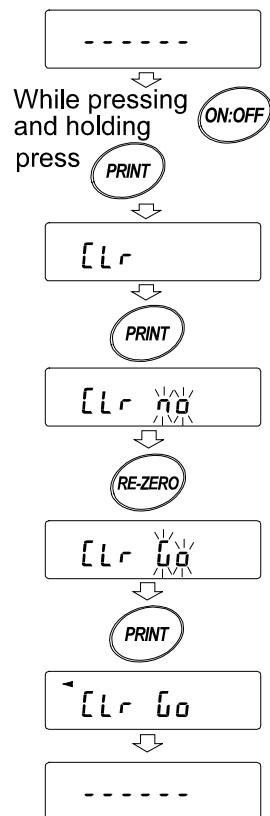 - - - - - -
While pressing ON:OFF
and holding
press PRINT
CLr
PRINT
CLr no
RE-ZERO
CLr Go
PRINT
CLr Go
- - - - - -